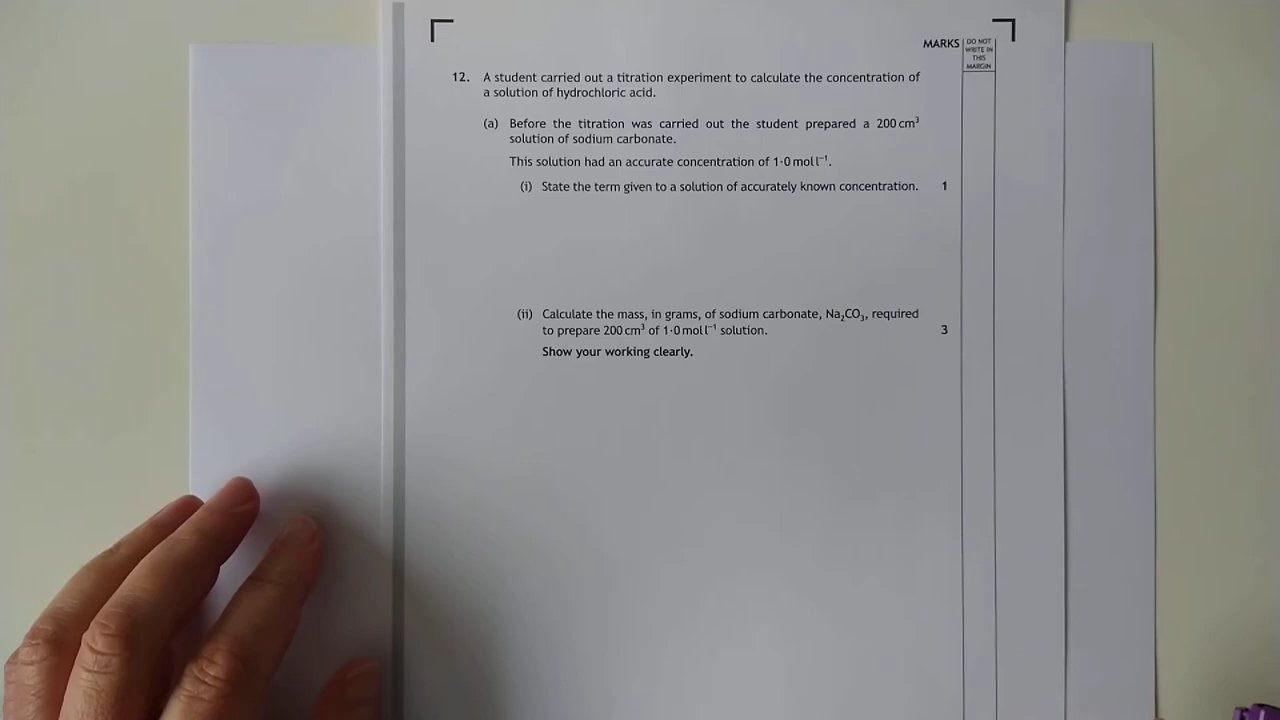 MARKS
DO NOT
WRITE IN
THIS
MARGIN
12. A student carried out a titration experiment to calculate the concentration of
a solution of hydrochloric acid.
(a) Before the titration was carried out the student prepared a 200 cm³
solution of sodium carbonate.
This solution had an accurate concentration of 1·0 mol l⁻¹.
(i) State the term given to a solution of accurately known concentration. 1
(ii) Calculate the mass, in grams, of sodium carbonate, Na₂CO₃, required
to prepare 200 cm³ of 1·0 mol l⁻¹ solution. 3
Show your working clearly.